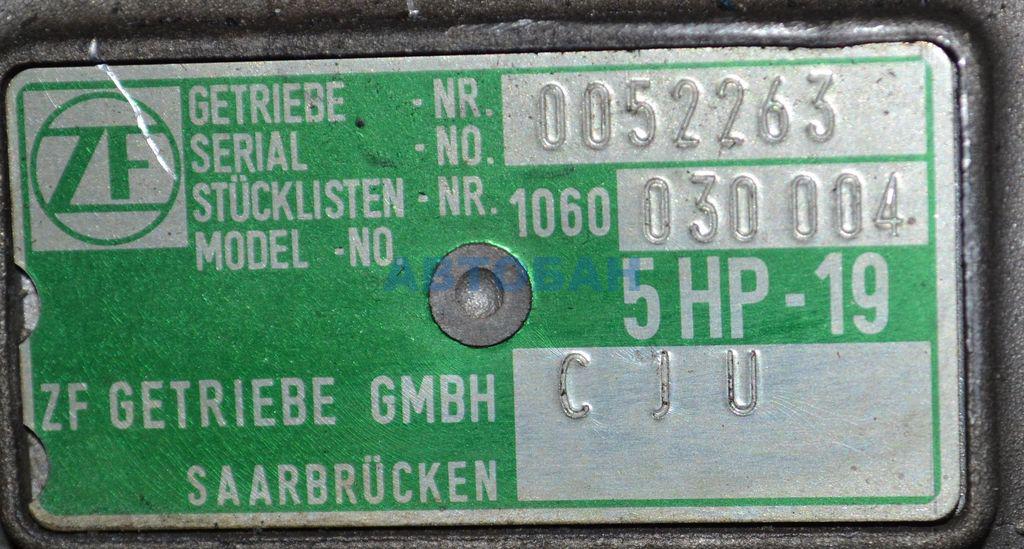 ZF
GETRIEBE - NR. 0052263
SERIAL - NO.
STÜCKLISTEN - NR. 1060 030 004
MODEL - NO.
АВТОБАН
5 HP - 19
C J U
ZF GETRIEBE GMBH
SAARBRÜCKEN